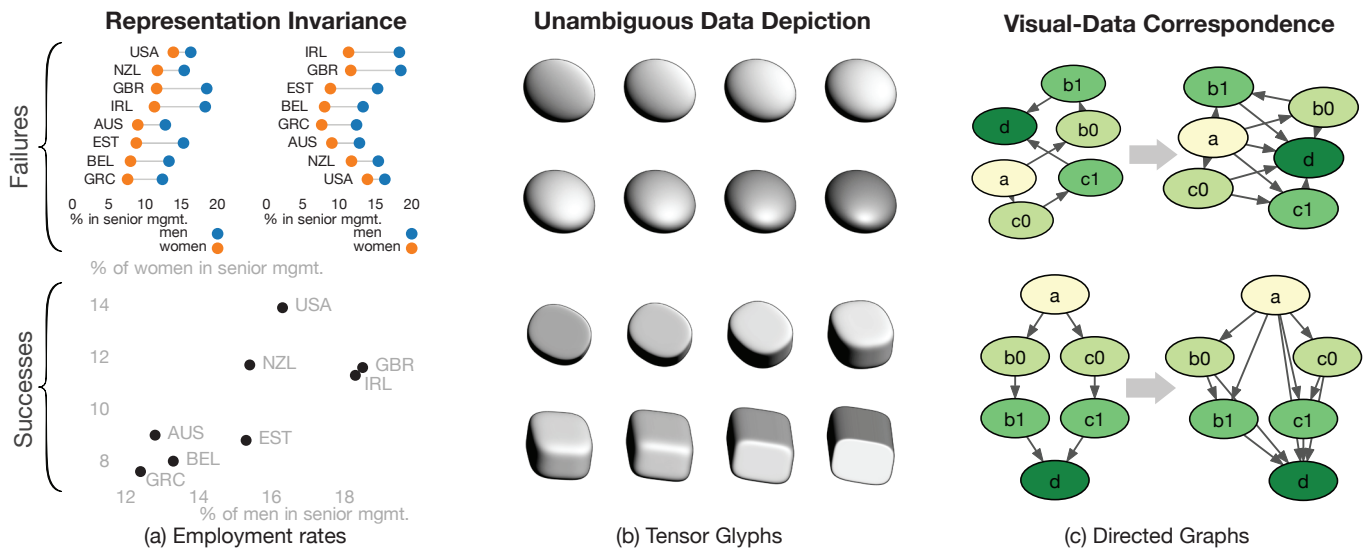 Representation Invariance
Unambiguous Data Depiction
Visual-Data Correspondence
Failures
USA
NZL
GBR
IRL
AUS
EST
BEL
GRC
0 5 10 15 20
% in senior mgmt.
men
women
IRL
GBR
EST
BEL
GRC
AUS
NZL
USA
0 5 10 15 20
% in senior mgmt.
men
women
b1
d
b0
a
c1
c0
b1
b0
a
d
c0
c1
Successes
% of women in senior mgmt.
14
12
10
8
USA
NZL
GBR
IRL
AUS
EST
BEL
GRC
12 14 16 18
% of men in senior mgmt.
a
b0 c0
b1 c1
d
a
b0 c0
b1 c1
d
(a) Employment rates
(b) Tensor Glyphs
(c) Directed Graphs